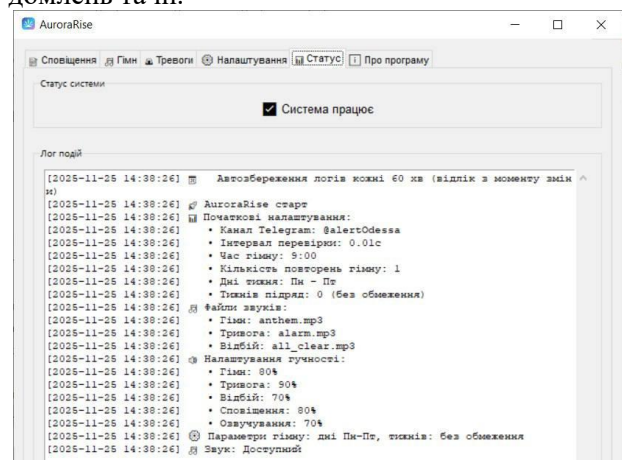 домлень та ін.
AuroraRise
Сповіщення Гімн Тревоги Налаштування Статус Про програму
Статус системи
Система працює
Лог подій
[2025-11-25 14:38:26] Автозбереження логів кожні 60 хв (відлік з моменту змін
и)
[2025-11-25 14:38:26] AuroraRise старт
[2025-11-25 14:38:26] Початкові налаштування:
[2025-11-25 14:38:26] • Канал Telegram: @alertOdessa
[2025-11-25 14:38:26] • Інтервал перевірки: 0.01с
[2025-11-25 14:38:26] • Час гімну: 9:00
[2025-11-25 14:38:26] • Кількість повторень гімну: 1
[2025-11-25 14:38:26] • Дні тижня: Пн - Пт
[2025-11-25 14:38:26] • Тижнів підряд: 0 (без обмеження)
[2025-11-25 14:38:26] Файли звуків:
[2025-11-25 14:38:26] • Гімн: anthem.mp3
[2025-11-25 14:38:26] • Тривога: alarm.mp3
[2025-11-25 14:38:26] • Відбій: all_clear.mp3
[2025-11-25 14:38:26] Налаштування гучності:
[2025-11-25 14:38:26] • Гімн: 80%
[2025-11-25 14:38:26] • Тривога: 90%
[2025-11-25 14:38:26] • Відбій: 70%
[2025-11-25 14:38:26] • Сповіщення: 80%
[2025-11-25 14:38:26] • Озвучування: 70%
[2025-11-25 14:38:26] Параметри гімну: дні Пн-Пт, тижнів: без обмеження
[2025-11-25 14:38:26] Звук: Доступний